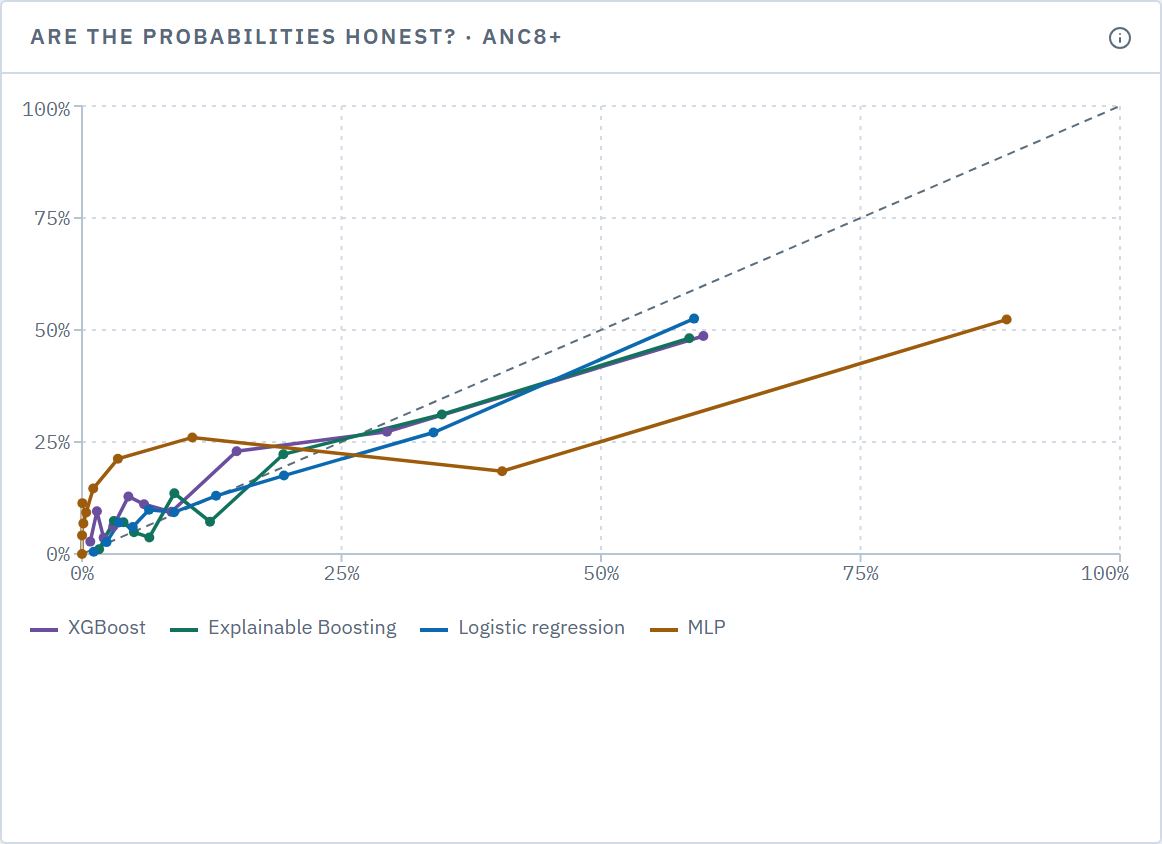 ARE THE PROBABILITIES HONEST? · ANC8+
100%
75%
50%
25%
0%
0% 25% 50% 75% 100%
XGBoost Explainable Boosting Logistic regression MLP